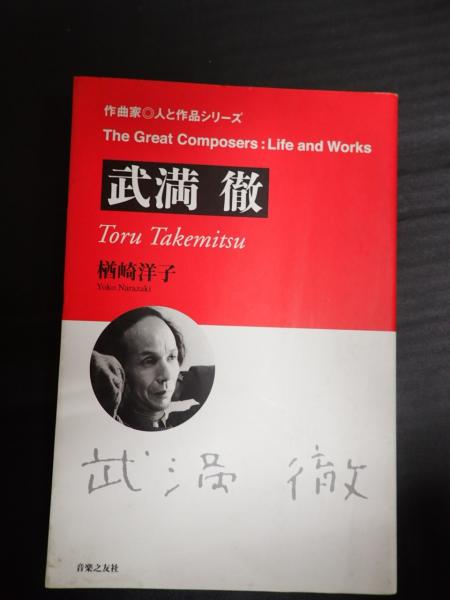 作曲家◎人と作品シリーズ
The Great Composers : Life and Works
武満 徹
Toru Takemitsu
楢崎洋子
Yoko Narazaki
武満 徹
音楽之友社